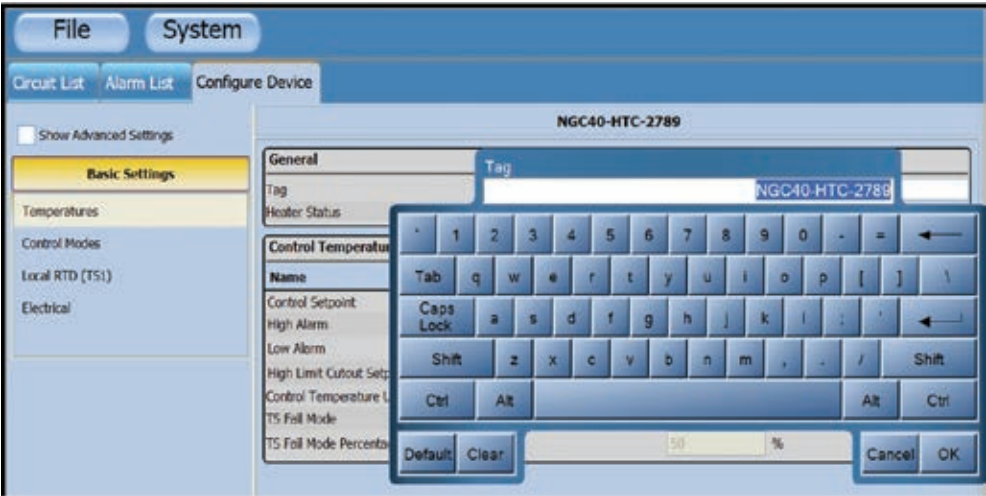 File System
Circuit List Alarm List Configure Device
NGC40-HTC-2789
Show Advanced Settings
Basic Settings
Temperatures
Control Modes
Local RTD (TS1)
Electrical
General
Tag
Heater Status
Control Temperatu
Name
Control Setpoint
High Alarm
Low Alarm
High Limit Cutout Setp
Control Temperature U
TS Fail Mode
TS Fail Mode Percenta
50 %
Tag
NGC40-HTC-2789
` 1 2 3 4 5 6 7 8 9 0 - =
Tab q w e r t y u i o p [ ] \
Caps Lock a s d f g h j k l ; '
Shift z x c v b n m , . / Shift
Ctrl Alt Alt Ctrl
Default Clear Cancel OK